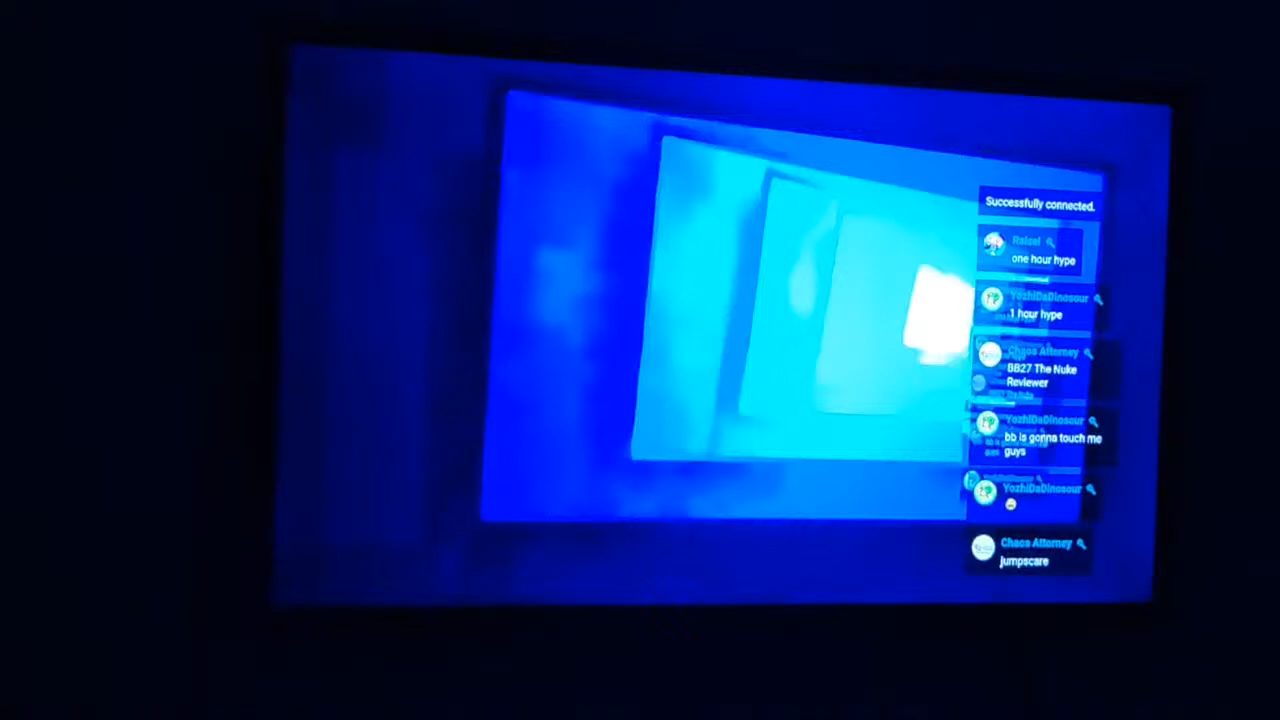 Successfully connected.
one hour hype
YozhiDaDinosour
1 hour hype
Chaos Attorney
BB27 The Nuke
Reviewer
YozhiDaDinosour
bb is gonna touch me
guys
YozhiDaDinosour
Chaos Attorney
jumpscare